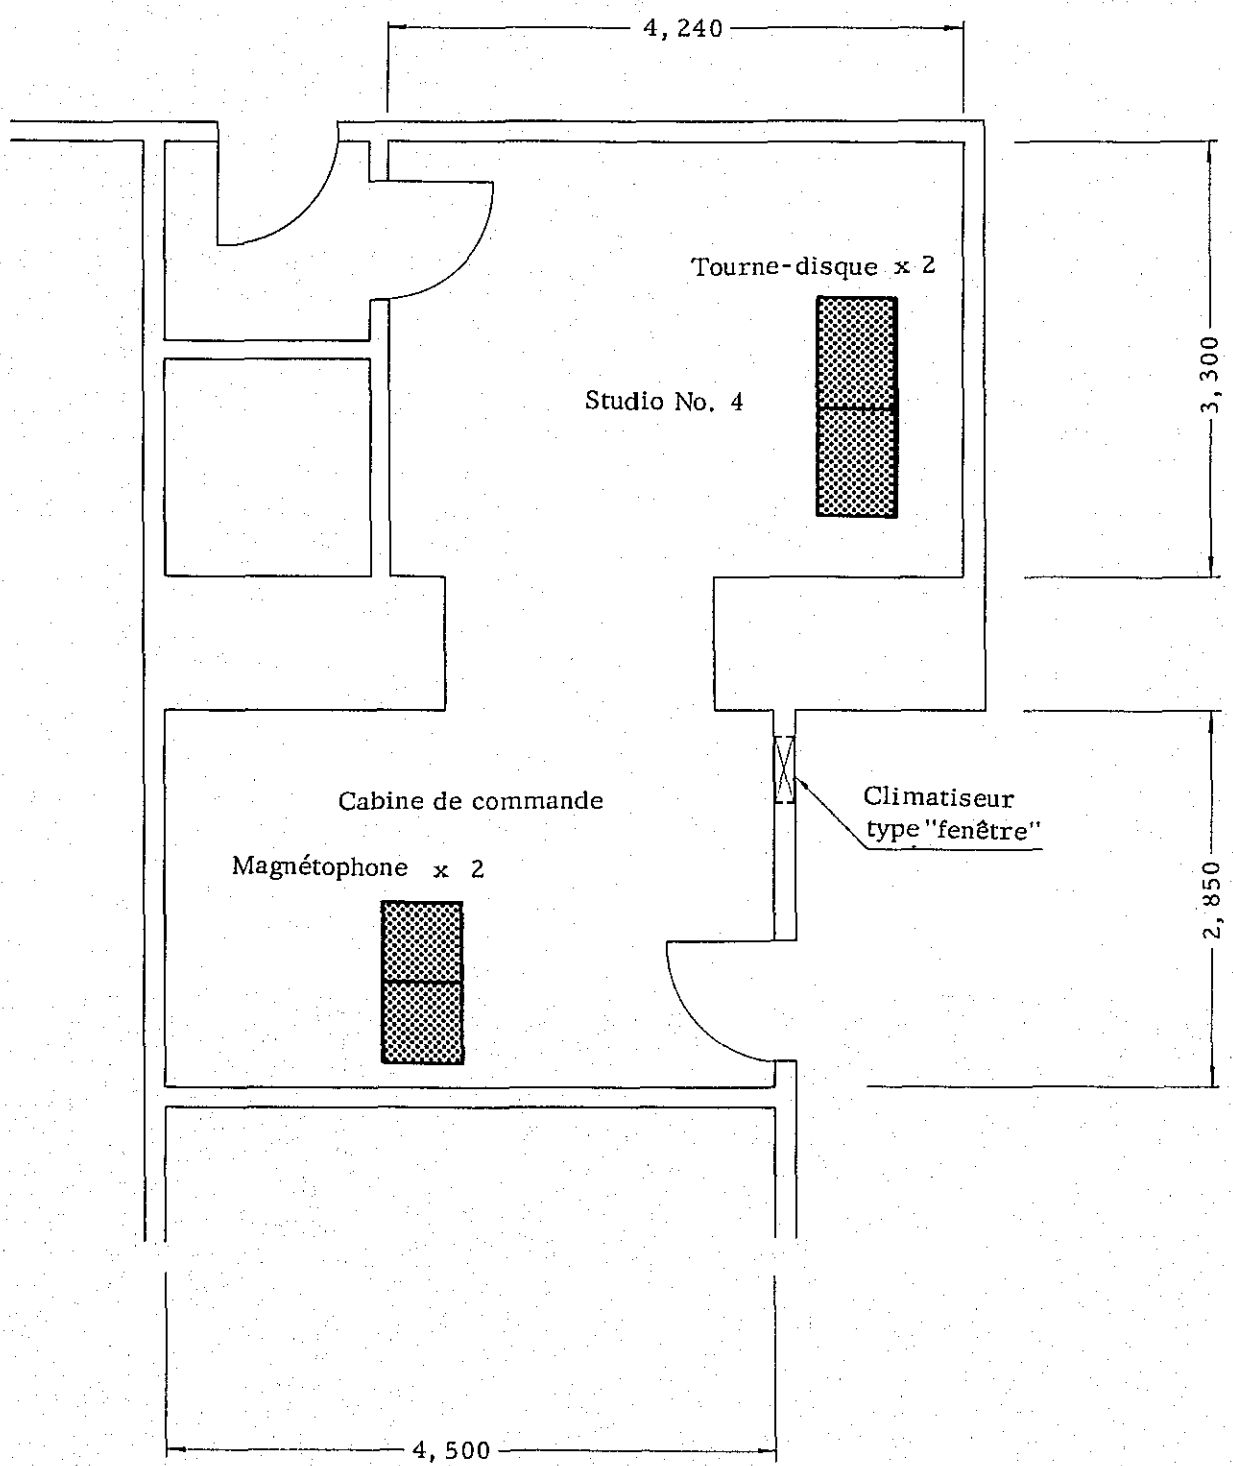 4,240
Tourne-disque x 2
3,300
Studio No. 4
Cabine de commande
Climatiseur
type "fenêtre"
Magnétophone x 2
2,850
4,500